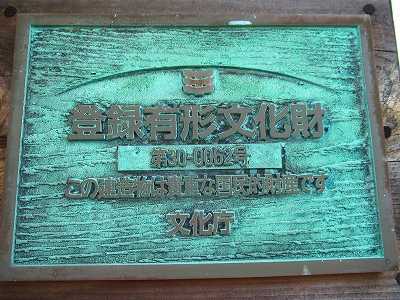 登録有形文化財
第30-0062号
この建造物は貴重な国民的財産です
文化庁